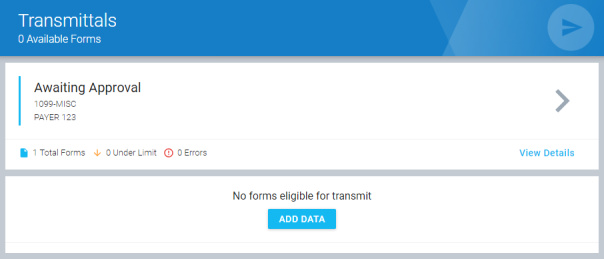 Transmittals
0 Available Forms
Awaiting Approval
1099-MISC
PAYER 123
1 Total Forms 0 Under Limit 0 Errors View Details
No forms eligible for transmit
ADD DATA